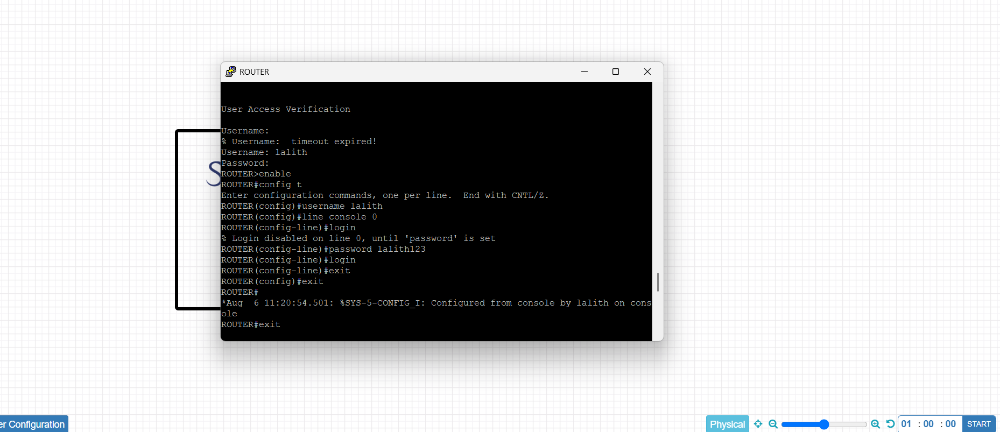 ROUTER
User Access Verification
Username:
% Username:  timeout expired!
Username: lalith
Password:
ROUTER>enable
ROUTER#config t
Enter configuration commands, one per line.  End with CNTL/Z.
ROUTER(config)#username lalith
ROUTER(config)#line console 0
ROUTER(config-line)#login
% Login disabled on line 0, until 'password' is set
ROUTER(config-line)#password lalith123
ROUTER(config-line)#login
ROUTER(config-line)#exit
ROUTER(config)#exit
ROUTER#
*Aug  6 11:20:54.501: %SYS-5-CONFIG_I: Configured from console by lalith on cons
ole
ROUTER#exit
S
er Configuration
Physical
01 : 00 : 00 START